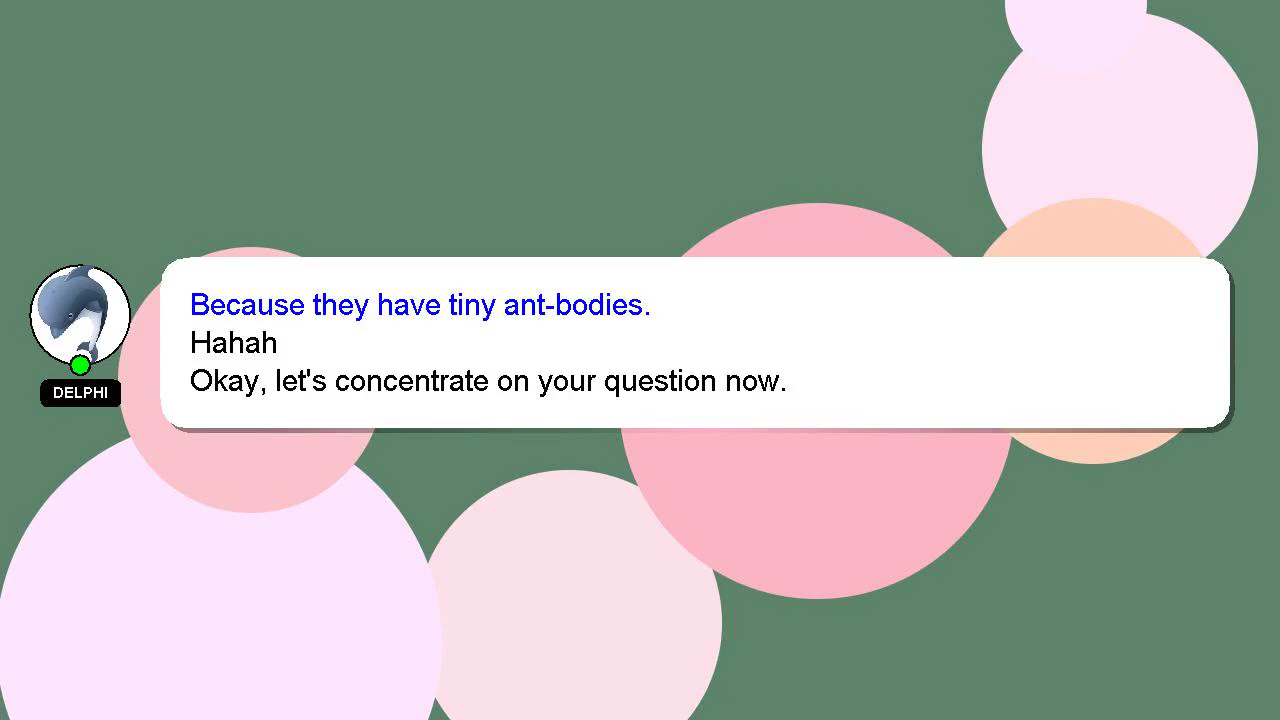 Because they have tiny ant-bodies.
Hahah
Okay, let's concentrate on your question now.
DELPHI